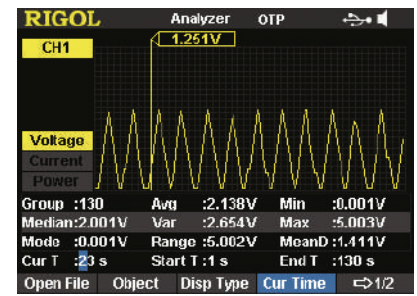 RIGOL Analyzer OTP
CH1
1.251V
Voltage
Current
Power
Group :130 Avg :2.138V Min :0.001V
Median:2.001V Var :2.654V Max :5.003V
Mode :0.001V Range :5.002V MeanD :1.411V
Cur T :23 s Start T :1 s End T :130 s
Open File Object Disp Type Cur Time ⇨1/2